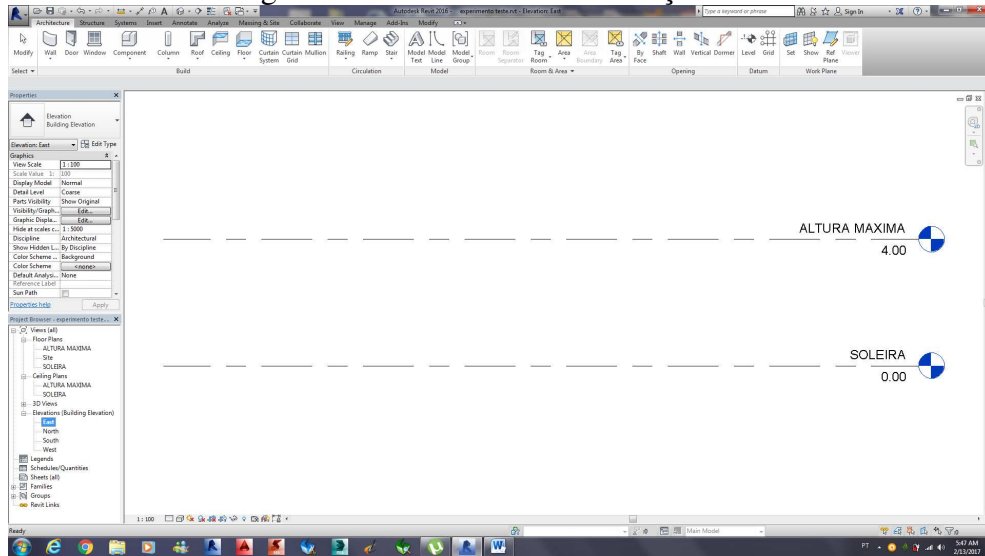 Autodesk Revit 2016 - experimento teste.rvt - Elevation: East
Type a keyword or phrase
Sign In
Architecture Structure Systems Insert Annotate Analyze Massing & Site Collaborate View Manage Add-Ins Modify
Modify Wall Door Window Component Column Roof Ceiling Floor Curtain System Curtain Grid Mullion Railing Ramp Stair Model Text Model Line Model Group Room Room Separator Tag Room Area Area Boundary Tag Area By Face Shaft Wall Vertical Dormer Level Grid Set Show Ref Plane Viewer
Select Build Circulation Model Room & Area Opening Datum Work Plane
Properties
Elevation
Building Elevation
Elevation: East Edit Type
Graphics
View Scale 1 : 100
Scale Value 1: 100
Display Model Normal
Detail Level Coarse
Parts Visibility Show Original
Visibility/Graph... Edit...
Graphic Displa... Edit...
Hide at scales c... 1 : 5000
Discipline Architectural
Show Hidden L... By Discipline
Color Scheme ... Background
Color Scheme <none>
Default Analysi... None
Reference Label
Sun Path
Properties help Apply
Project Browser - experimento teste....
Views (all)
Floor Plans
ALTURA MAXIMA
Site
SOLEIRA
Ceiling Plans
ALTURA MAXIMA
SOLEIRA
3D Views
Elevations (Building Elevation)
East
North
South
West
Legends
Schedules/Quantities
Sheets (all)
Families
Groups
Revit Links
ALTURA MAXIMA
4.00
SOLEIRA
0.00
1 : 100
Ready
Main Model
PT
5:47 AM
2/13/2017